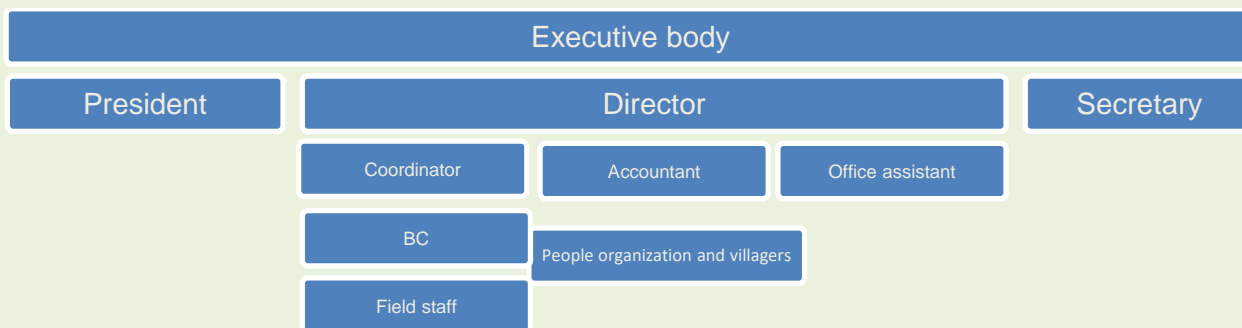 Executive body
President
Director
Secretary
Coordinator
Accountant
Office assistant
BC
People organization and villagers
Field staff